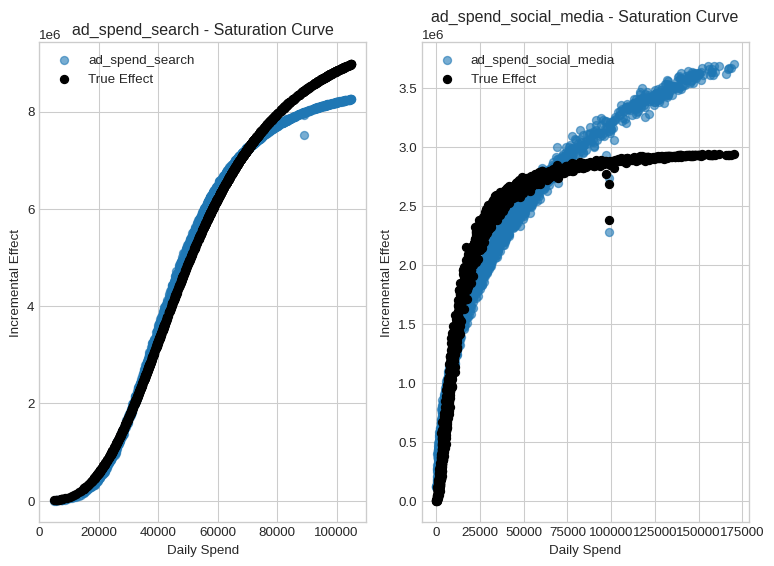 ad_spend_search - Saturation Curve
1e6
ad_spend_search
True Effect
8
6
4
2
0
Incremental Effect
0
20000
40000
60000
80000
100000
Daily Spend
ad_spend_social_media - Saturation Curve
1e6
ad_spend_social_media
True Effect
3.5
3.0
2.5
2.0
1.5
1.0
0.5
0.0
Incremental Effect
0
25000
50000
75000
100000
125000
150000
175000
Daily Spend